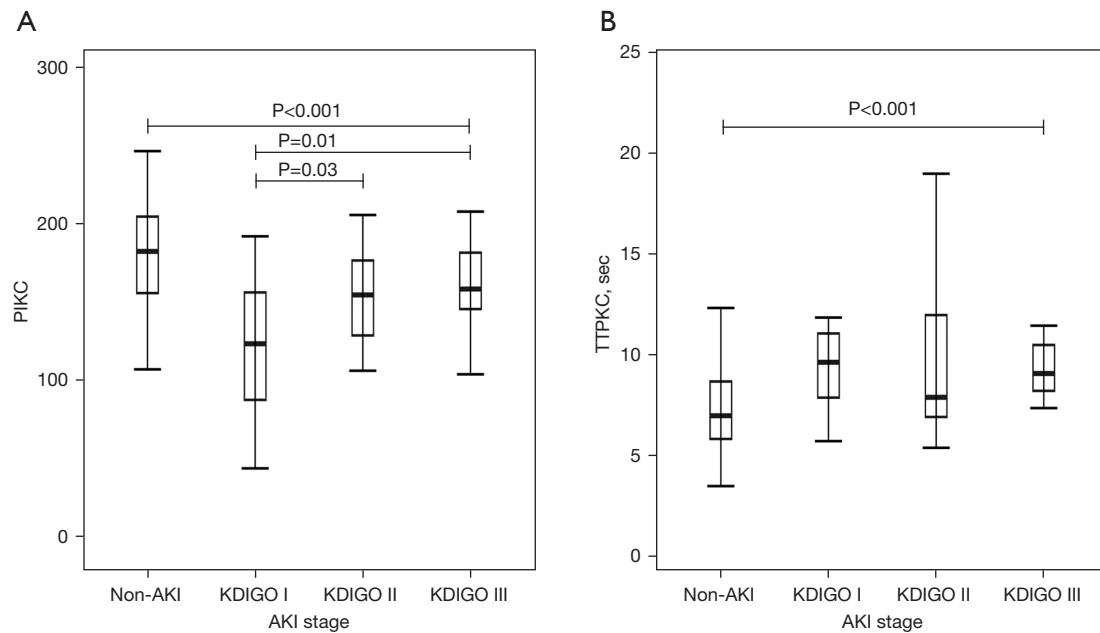 A
300
200
100
0
PIKC
P<0.001
P=0.01
P=0.03
Non-AKI KDIGO I KDIGO II KDIGO III
AKI stage
B
25
20
15
10
5
0
TTPKC, sec
P<0.001
Non-AKI KDIGO I KDIGO II KDIGO III
AKI stage